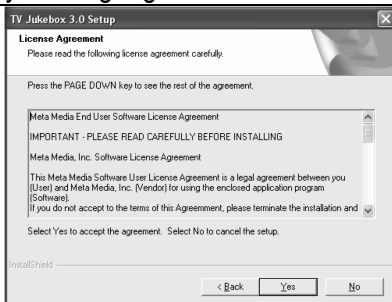 TV Jukebox 3.0 Setup
License Agreement
Please read the following license agreement carefully.
Press the PAGE DOWN key to see the rest of the agreement.
Meta Media End User Software License Agreement
IMPORTANT - PLEASE READ CAREFULLY BEFORE INSTALLING
Meta Media, Inc. Software License Agreement
This Meta Media Software User License Agreement is a legal agreement between you
(User) and Meta Media, Inc. (Vendor) for using the enclosed application program
(Software).
If you do not accept to the terms of this Agreemment, please terminate the installation and
Select Yes to accept the agreement. Select No to cancel the setup.
InstallShield
< Back
Yes
No